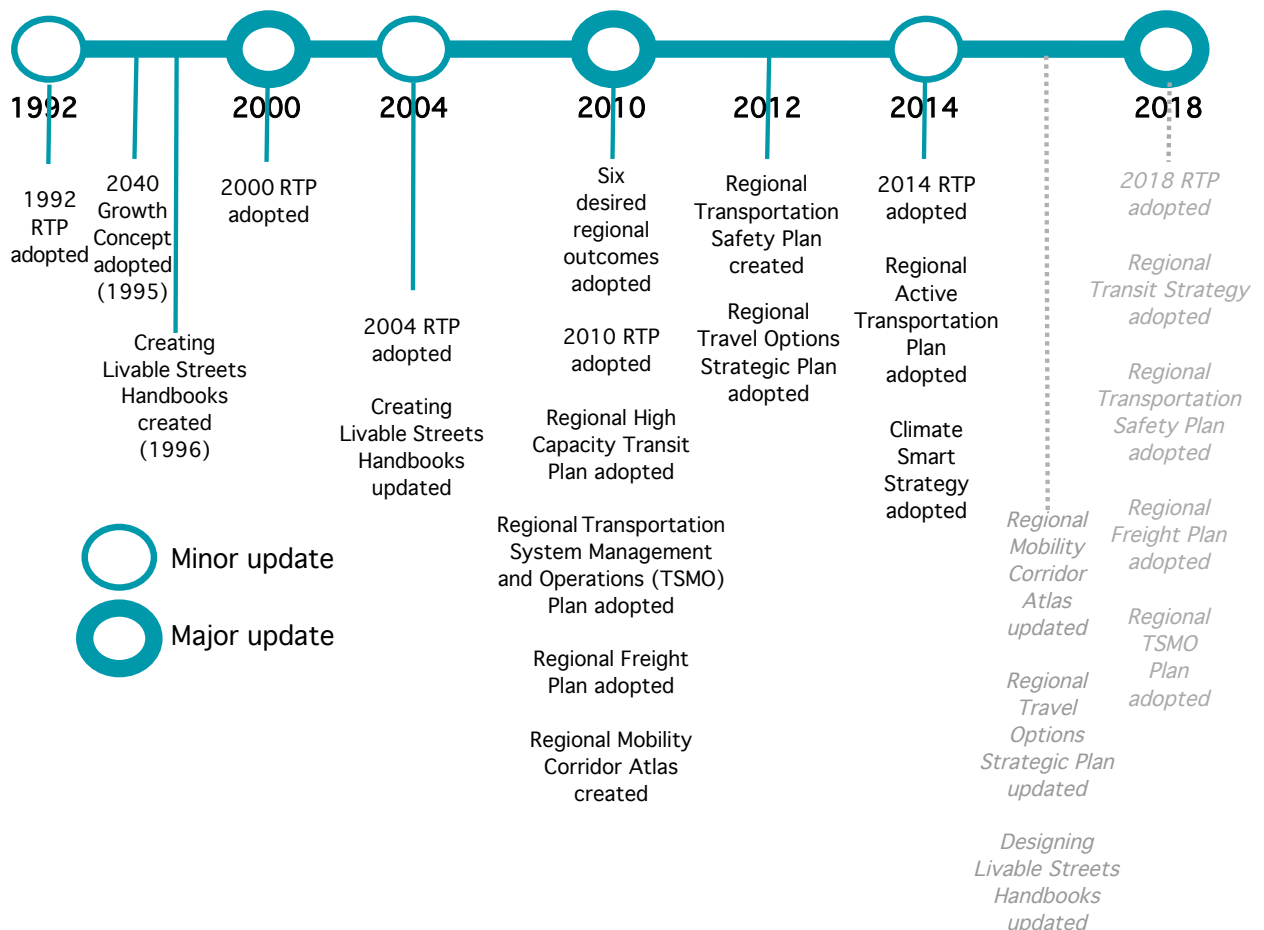 1992
2000
2004
2010
2012
2014
2018
1992
RTP
adopted
2040
Growth
Concept
adopted
(1995)
Creating
Livable Streets
Handbooks
created
(1996)
2000 RTP
adopted
2004 RTP
adopted
Creating
Livable Streets
Handbooks
updated
Six
desired
regional
outcomes
adopted
2010 RTP
adopted
Regional High
Capacity Transit
Plan adopted
Regional Transportation
System Management
and Operations (TSMO)
Plan adopted
Regional Freight
Plan adopted
Regional Mobility
Corridor Atlas
created
Regional
Transportation
Safety Plan
created
Regional
Travel Options
Strategic Plan
adopted
2014 RTP
adopted
Regional
Active
Transportation
Plan
adopted
Climate
Smart
Strategy
adopted
Regional
Mobility
Corridor
Atlas
updated
Regional
Travel
Options
Strategic Plan
updated
Designing
Livable Streets
Handbooks
updated
2018 RTP
adopted
Regional
Transit Strategy
adopted
Regional
Transportation
Safety Plan
adopted
Regional
Freight Plan
adopted
Regional
TSMO
Plan
adopted
Minor update
Major update